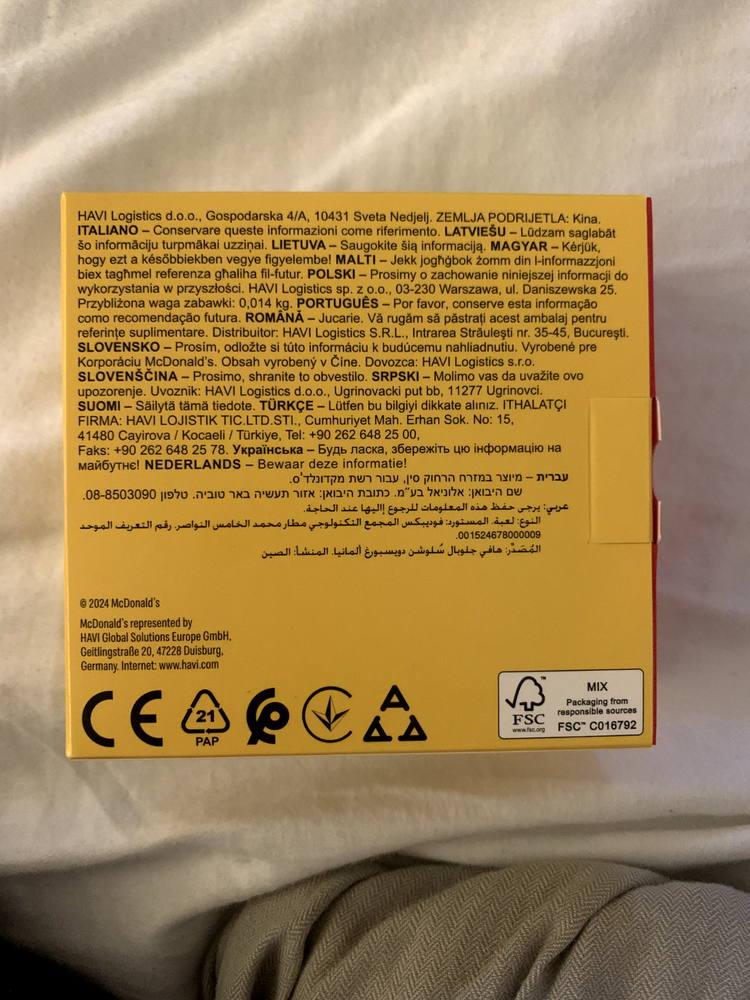 HAVI Logistics d.o.o., Gospodarska 4/A, 10431 Sveta Nedjelj. ZEMLJA PODRIJETLA: Kina.
ITALIANO – Conservare queste informazioni come riferimento. LATVIEŠU – Lūdzam saglabāt
šo informāciju turpmākai uzziņai. LIETUVA – Saugokite šią informaciją. MAGYAR – Kérjük,
hogy ezt a későbbiekben vegye figyelembe! MALTI – Jekk jogħġbok żomm din l-informazzjoni
biex tagħmel referenza għaliha fil-futur. POLSKI – Prosimy o zachowanie niniejszej informacji do
wykorzystania w przyszłości. HAVI Logistics sp. z o.o., 03-230 Warszawa, ul. Daniszewska 25.
Przybliżona waga zabawki: 0,014 kg. PORTUGUÊS – Por favor, conserve esta informação
como recomendação futura. ROMÂNĂ – Jucarie. Vă rugăm să păstrați acest ambalaj pentru
referințe suplimentare. Distribuitor: HAVI Logistics S.R.L., Intrarea Străulești nr. 35-45, București.
SLOVENSKO – Prosím, odložte si túto informáciu k budúcemu nahliadnutiu. Vyrobené pre
Korporáciu McDonald's. Obsah vyrobený v Číne. Dovozca: HAVI Logistics s.r.o.
SLOVENŠČINA – Prosimo, shranite to obvestilo. SRPSKI – Molimo vas da uvažite ovo
upozorenje. Uvoznik: HAVI Logistics d.o.o., Ugrinovacki put bb, 11277 Ugrinovci.
SUOMI – Säilytä tämä tiedote. TÜRKÇE – Lütfen bu bilgiyi dikkate alınız. ITHALATÇI
FIRMA: HAVI LOJISTIK TIC.LTD.STI., Cumhuriyet Mah. Erhan Sok. No: 15,
41480 Cayirova / Kocaeli / Türkiye, Tel: +90 262 648 25 00,
Faks: +90 262 648 25 78. Українська – Будь ласка, збережіть цю інформацію на
майбутнє! NEDERLANDS – Bewaar deze informatie!
עברית – מיוצר במזרח הרחוק סין, עבור רשת מקדונלד'ס.
שם היבואן: אלוניאל בע"מ. כתובת היבואן: אזור תעשיה באר טוביה. טלפון 08-8503090.
عربي: يرجى حفظ هذه المعلومات للرجوع إليها عند الحاجة.
النوع: لعبة. المستورد: فوديبكس المجمع التكنولوجي مطار محمد الخامس النواصر. رقم التعريف الموحد
001524678000009.
المُصَدِّر: هافي جلوبال سُلوشن دويسبورغ ألمانيا. المنشأ: الصين
© 2024 McDonald's
McDonald's represented by
HAVI Global Solutions Europe GmbH,
Geitlingstraße 20, 47228 Duisburg,
Germany. Internet: www.havi.com
CE
21
PAP
A
FSC™
www.fsc.org
MIX
Packaging from
responsible sources
FSC™ C016792